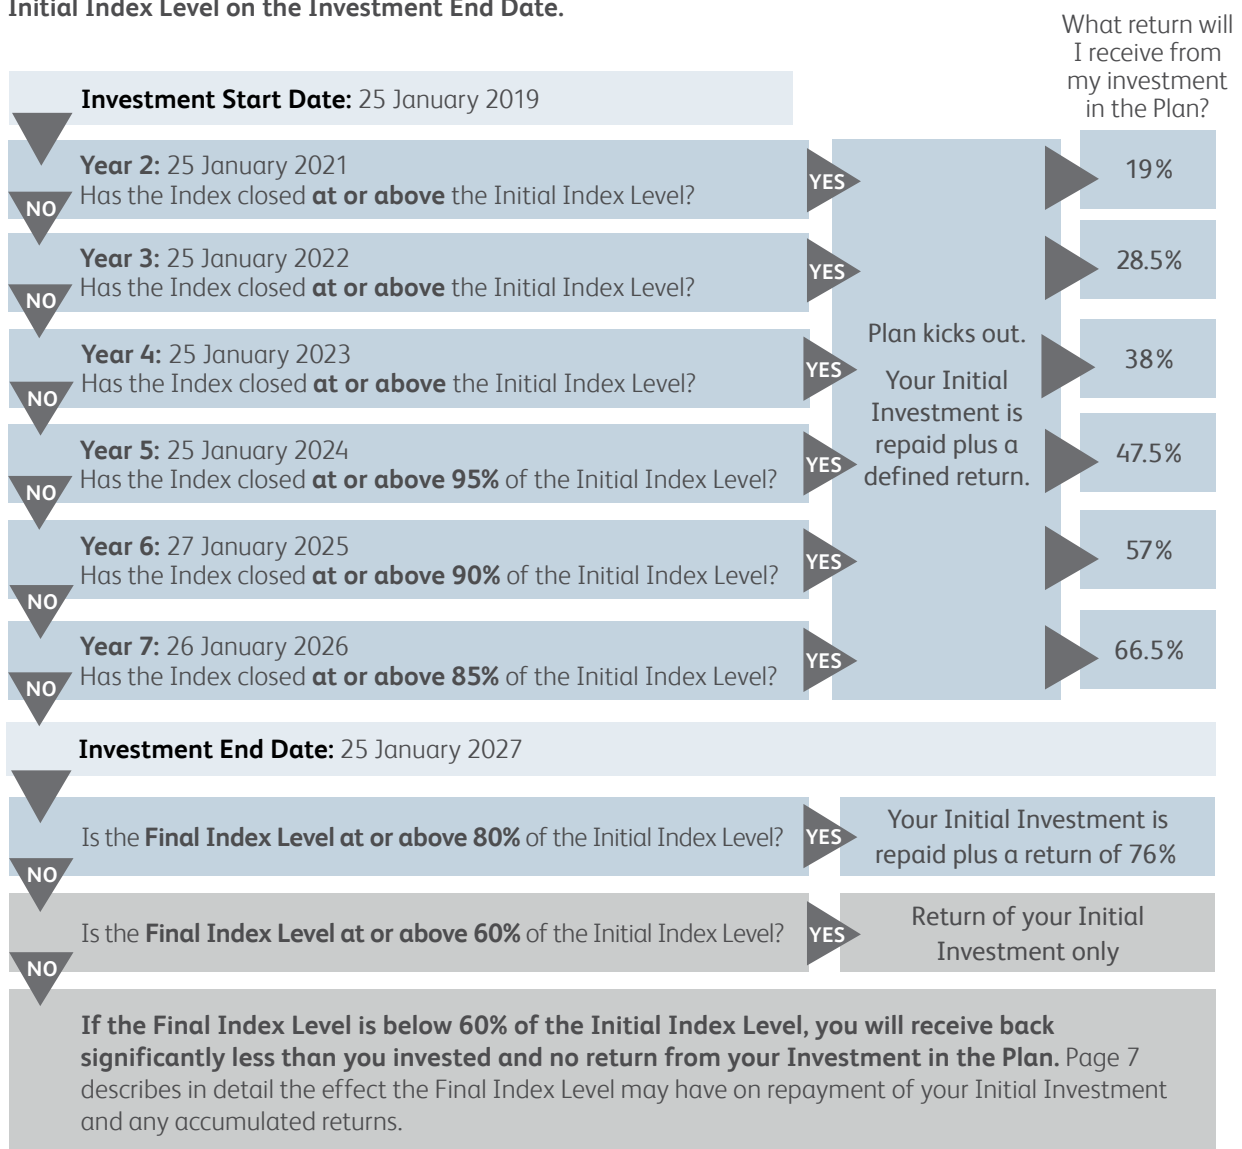 Initial Index Level on the Investment End Date.
What return will
I receive from
my investment
in the Plan?
Investment Start Date: 25 January 2019
Year 2: 25 January 2021
Has the Index closed at or above the Initial Index Level?
YES
19%
NO
Year 3: 25 January 2022
Has the Index closed at or above the Initial Index Level?
YES
28.5%
NO
Year 4: 25 January 2023
Has the Index closed at or above the Initial Index Level?
YES
38%
NO
Year 5: 25 January 2024
Has the Index closed at or above 95% of the Initial Index Level?
YES
47.5%
NO
Year 6: 27 January 2025
Has the Index closed at or above 90% of the Initial Index Level?
YES
57%
NO
Year 7: 26 January 2026
Has the Index closed at or above 85% of the Initial Index Level?
YES
66.5%
NO
Plan kicks out.
Your Initial
Investment is
repaid plus a
defined return.
Investment End Date: 25 January 2027
Is the Final Index Level at or above 80% of the Initial Index Level?
YES
Your Initial Investment is
repaid plus a return of 76%
NO
Is the Final Index Level at or above 60% of the Initial Index Level?
YES
Return of your Initial
Investment only
NO
If the Final Index Level is below 60% of the Initial Index Level, you will receive back
significantly less than you invested and no return from your Investment in the Plan. Page 7
describes in detail the effect the Final Index Level may have on repayment of your Initial Investment
and any accumulated returns.